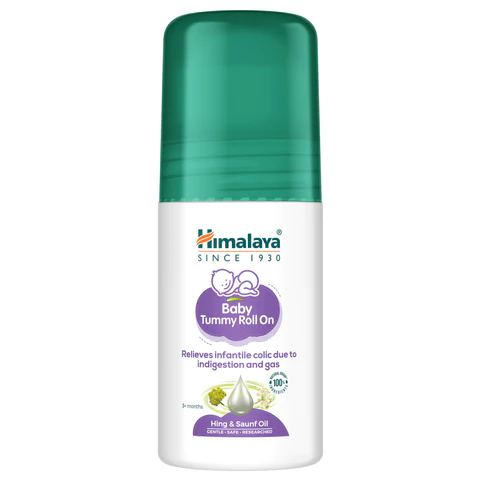 Himalaya®
SINCE 1930
Baby
Tummy Roll On
Relieves infantile colic due to
indigestion and gas
100%
3+ months
Hing & Saunf Oil
GENTLE • SAFE • RESEARCHED